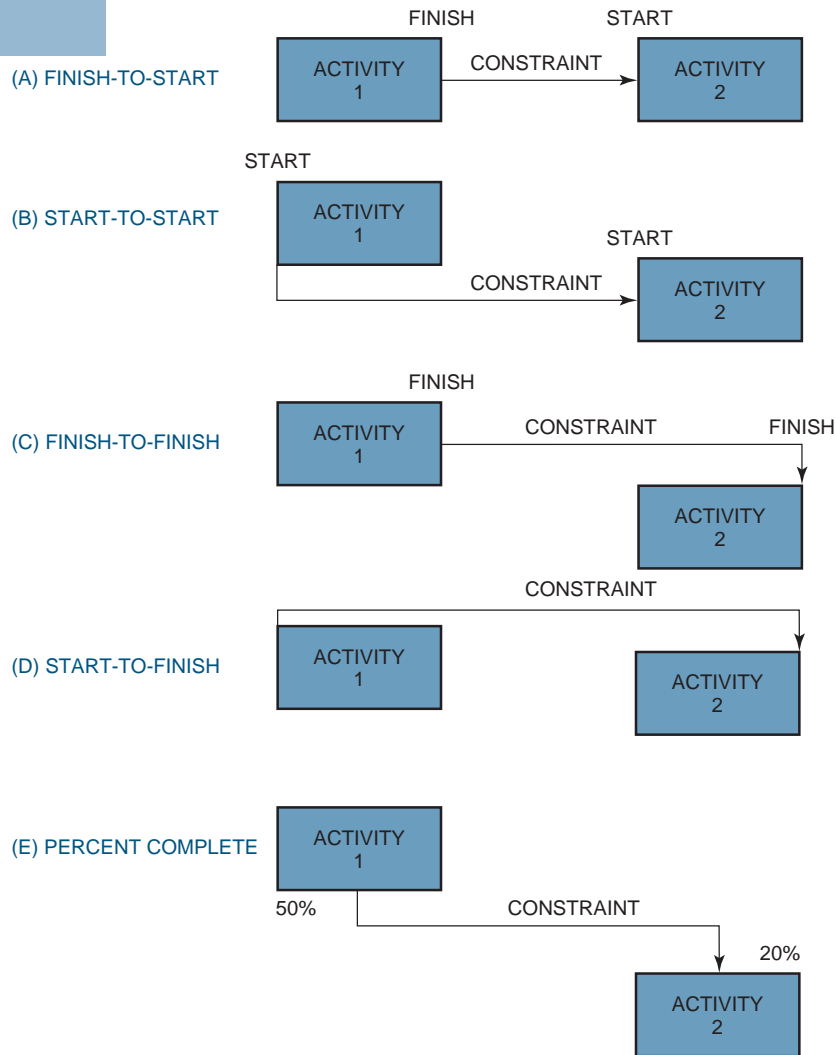 FINISH START
(A) FINISH-TO-START
ACTIVITY
1
CONSTRAINT
ACTIVITY
2
START
(B) START-TO-START
ACTIVITY
1
START
CONSTRAINT
ACTIVITY
2
FINISH
(C) FINISH-TO-FINISH
ACTIVITY
1
CONSTRAINT
FINISH
ACTIVITY
2
CONSTRAINT
(D) START-TO-FINISH
ACTIVITY
1
ACTIVITY
2
(E) PERCENT COMPLETE
ACTIVITY
1
50%
CONSTRAINT
20%
ACTIVITY
2